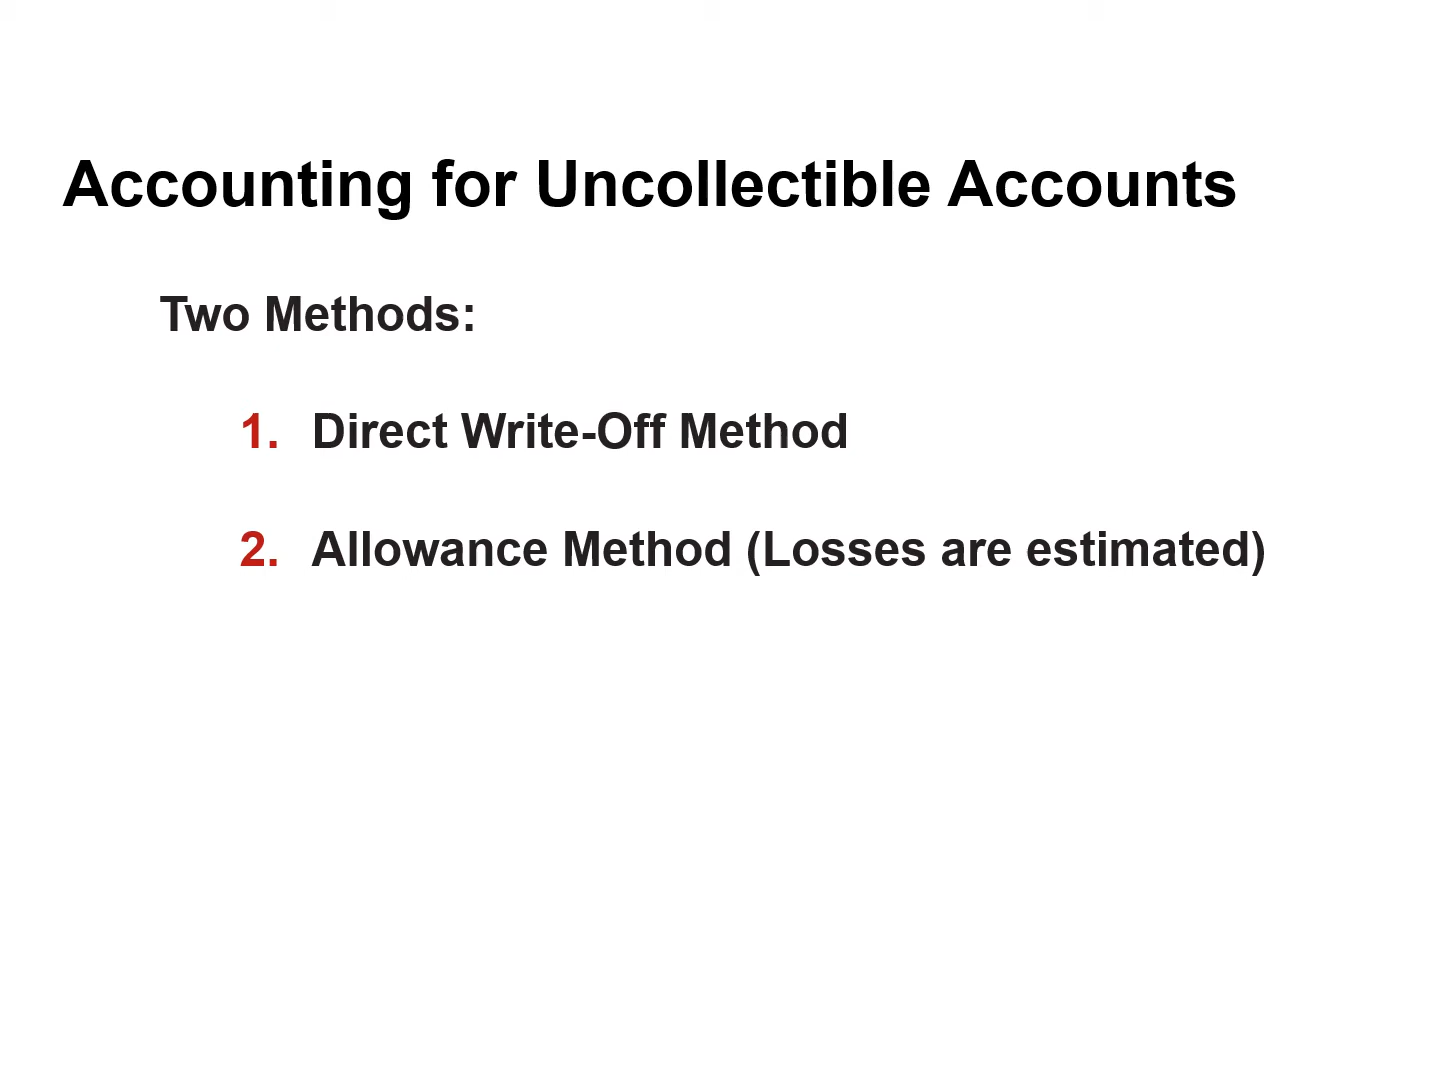 Accounting for Uncollectible Accounts
Two Methods:
1. Direct Write-Off Method
2. Allowance Method (Losses are estimated)